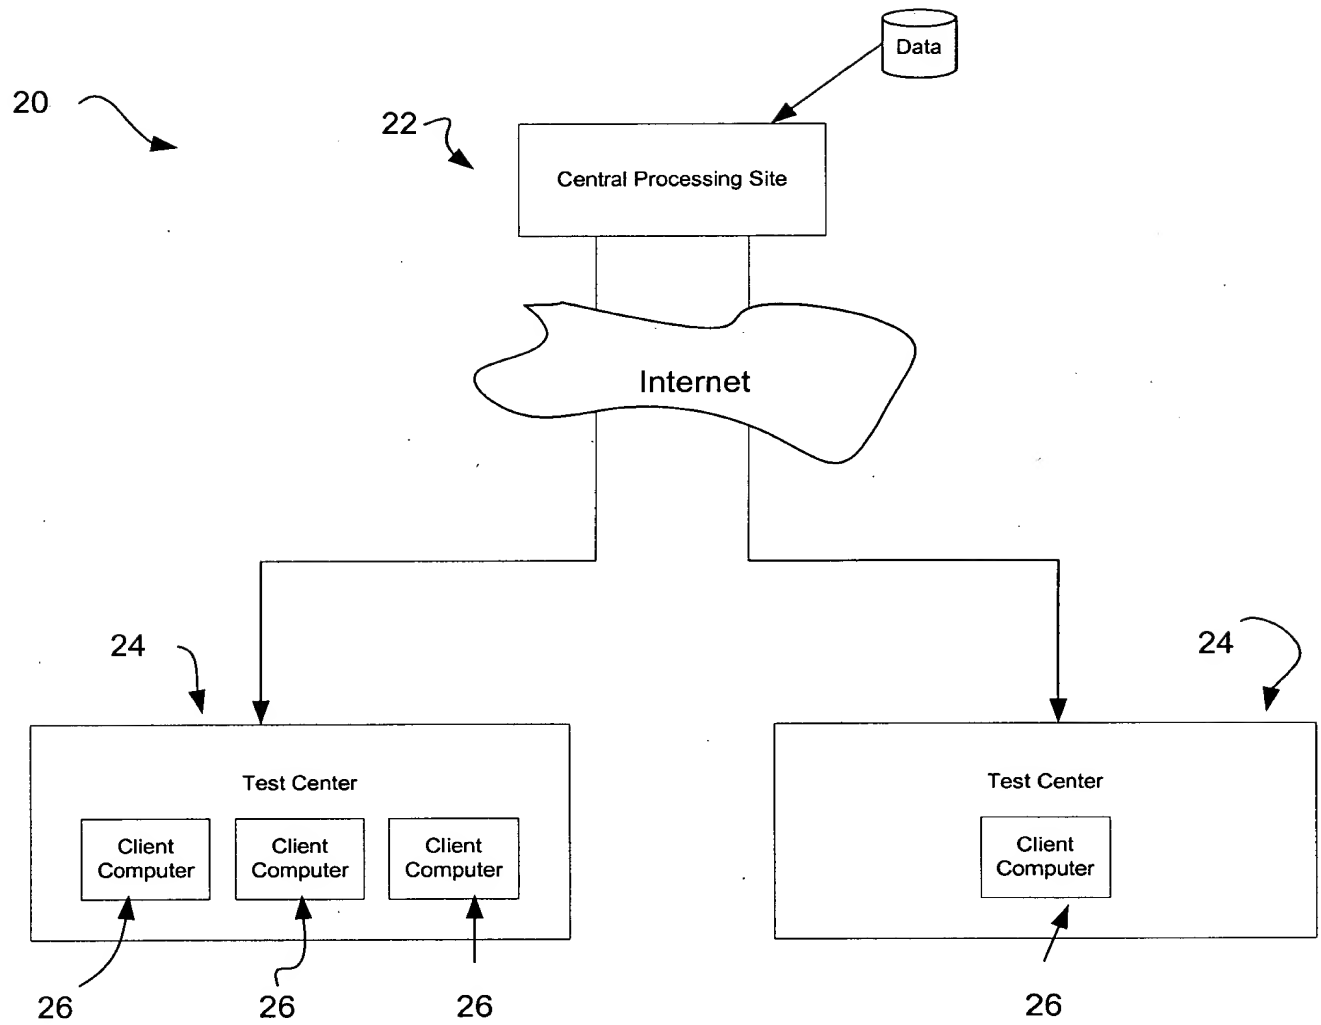 Data
20
22
Central Processing Site
Internet
24
24
Test Center
Client
Computer
Client
Computer
Client
Computer
Test Center
Client
Computer
26
26
26
26